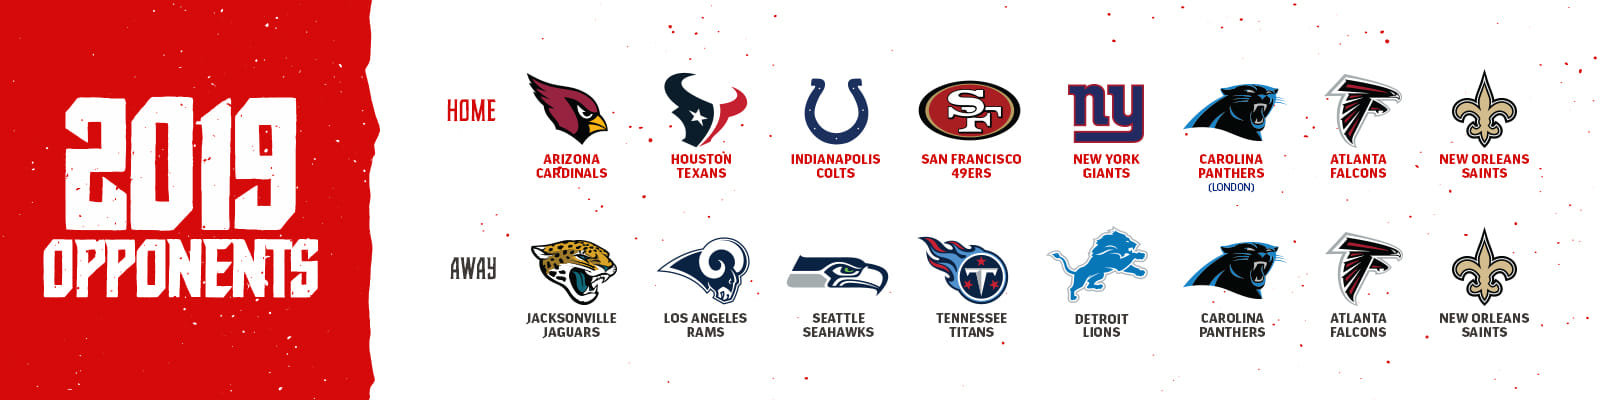 2019
OPPONENTS
HOME
ARIZONA
CARDINALS
HOUSTON
TEXANS
INDIANAPOLIS
COLTS
SF
SAN FRANCISCO
49ERS
ny
NEW YORK
GIANTS
CAROLINA
PANTHERS
(LONDON)
ATLANTA
FALCONS
NEW ORLEANS
SAINTS
AWAY
JACKSONVILLE
JAGUARS
LOS ANGELES
RAMS
SEATTLE
SEAHAWKS
T
TENNESSEE
TITANS
DETROIT
LIONS
CAROLINA
PANTHERS
ATLANTA
FALCONS
NEW ORLEANS
SAINTS